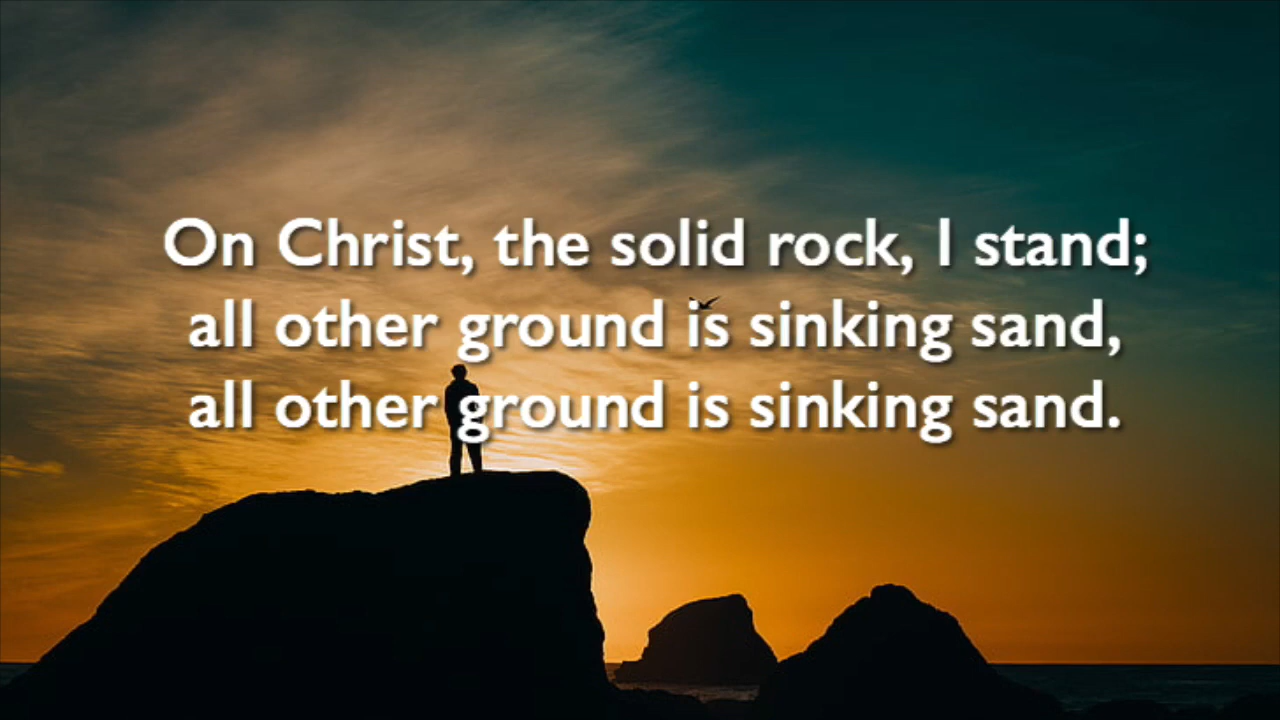 On Christ, the solid rock, I stand;
all other ground is sinking sand,
all other ground is sinking sand.